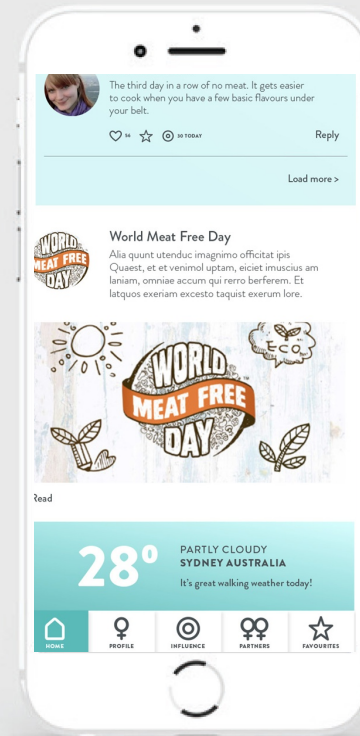 The third day in a row of no meat. It gets easier
to cook when you have a few basic flavours under
your belt.
56
30 TODAY
Reply
Load more >
WORLD
MEAT FREE
DAY
World Meat Free Day
Alia quunt utenduc imagnimo officitat ipis
Quaest, et et venimol uptam, eiciet imuscius am
laniam, omniae accum qui rerro berferem. Et
latquos exeriam excesto taquist exerum lore.
ECO
WORLD
MEAT FREE
DAY
Read
28º
PARTLY CLOUDY
SYDNEY AUSTRALIA
It's great walking weather today!
HOME
PROFILE
INFLUENCE
PARTNERS
FAVOURITES